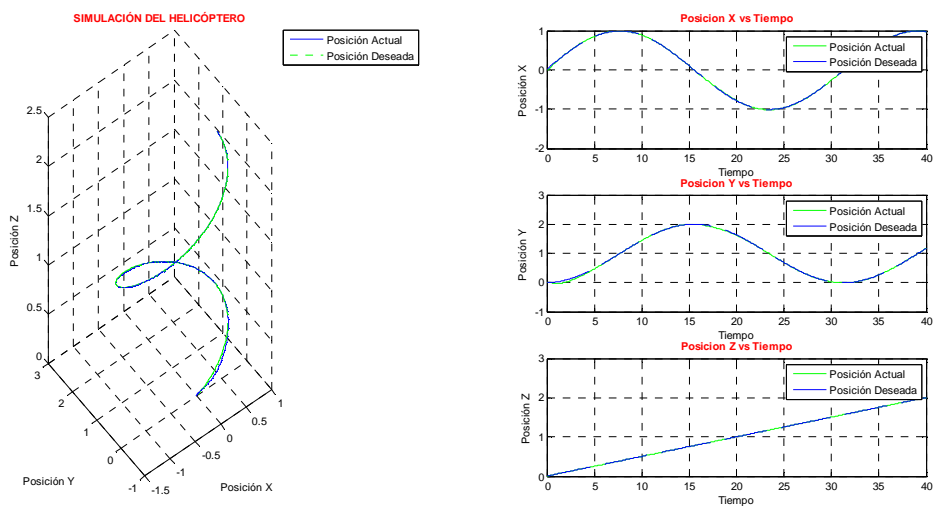 SIMULACIÓN DEL HELICÓPTERO
Posición Actual
Posición Deseada
2.5
2
1.5
1
0.5
0
Posición Z
3
2
1
0
-1
Posición Y
-1.5
-1
-0.5
0
0.5
1
Posición X
Posicion X vs Tiempo
Posición Actual
Posición Deseada
1
0
-1
-2
Posición X
0 5 10 15 20 25 30 35 40
Tiempo
Posicion Y vs Tiempo
Posición Actual
Posición Deseada
3
2
1
0
-1
Posición Y
0 5 10 15 20 25 30 35 40
Tiempo
Posicion Z vs Tiempo
Posición Actual
Posición Deseada
3
2
1
0
Posición Z
0 5 10 15 20 25 30 35 40
Tiempo